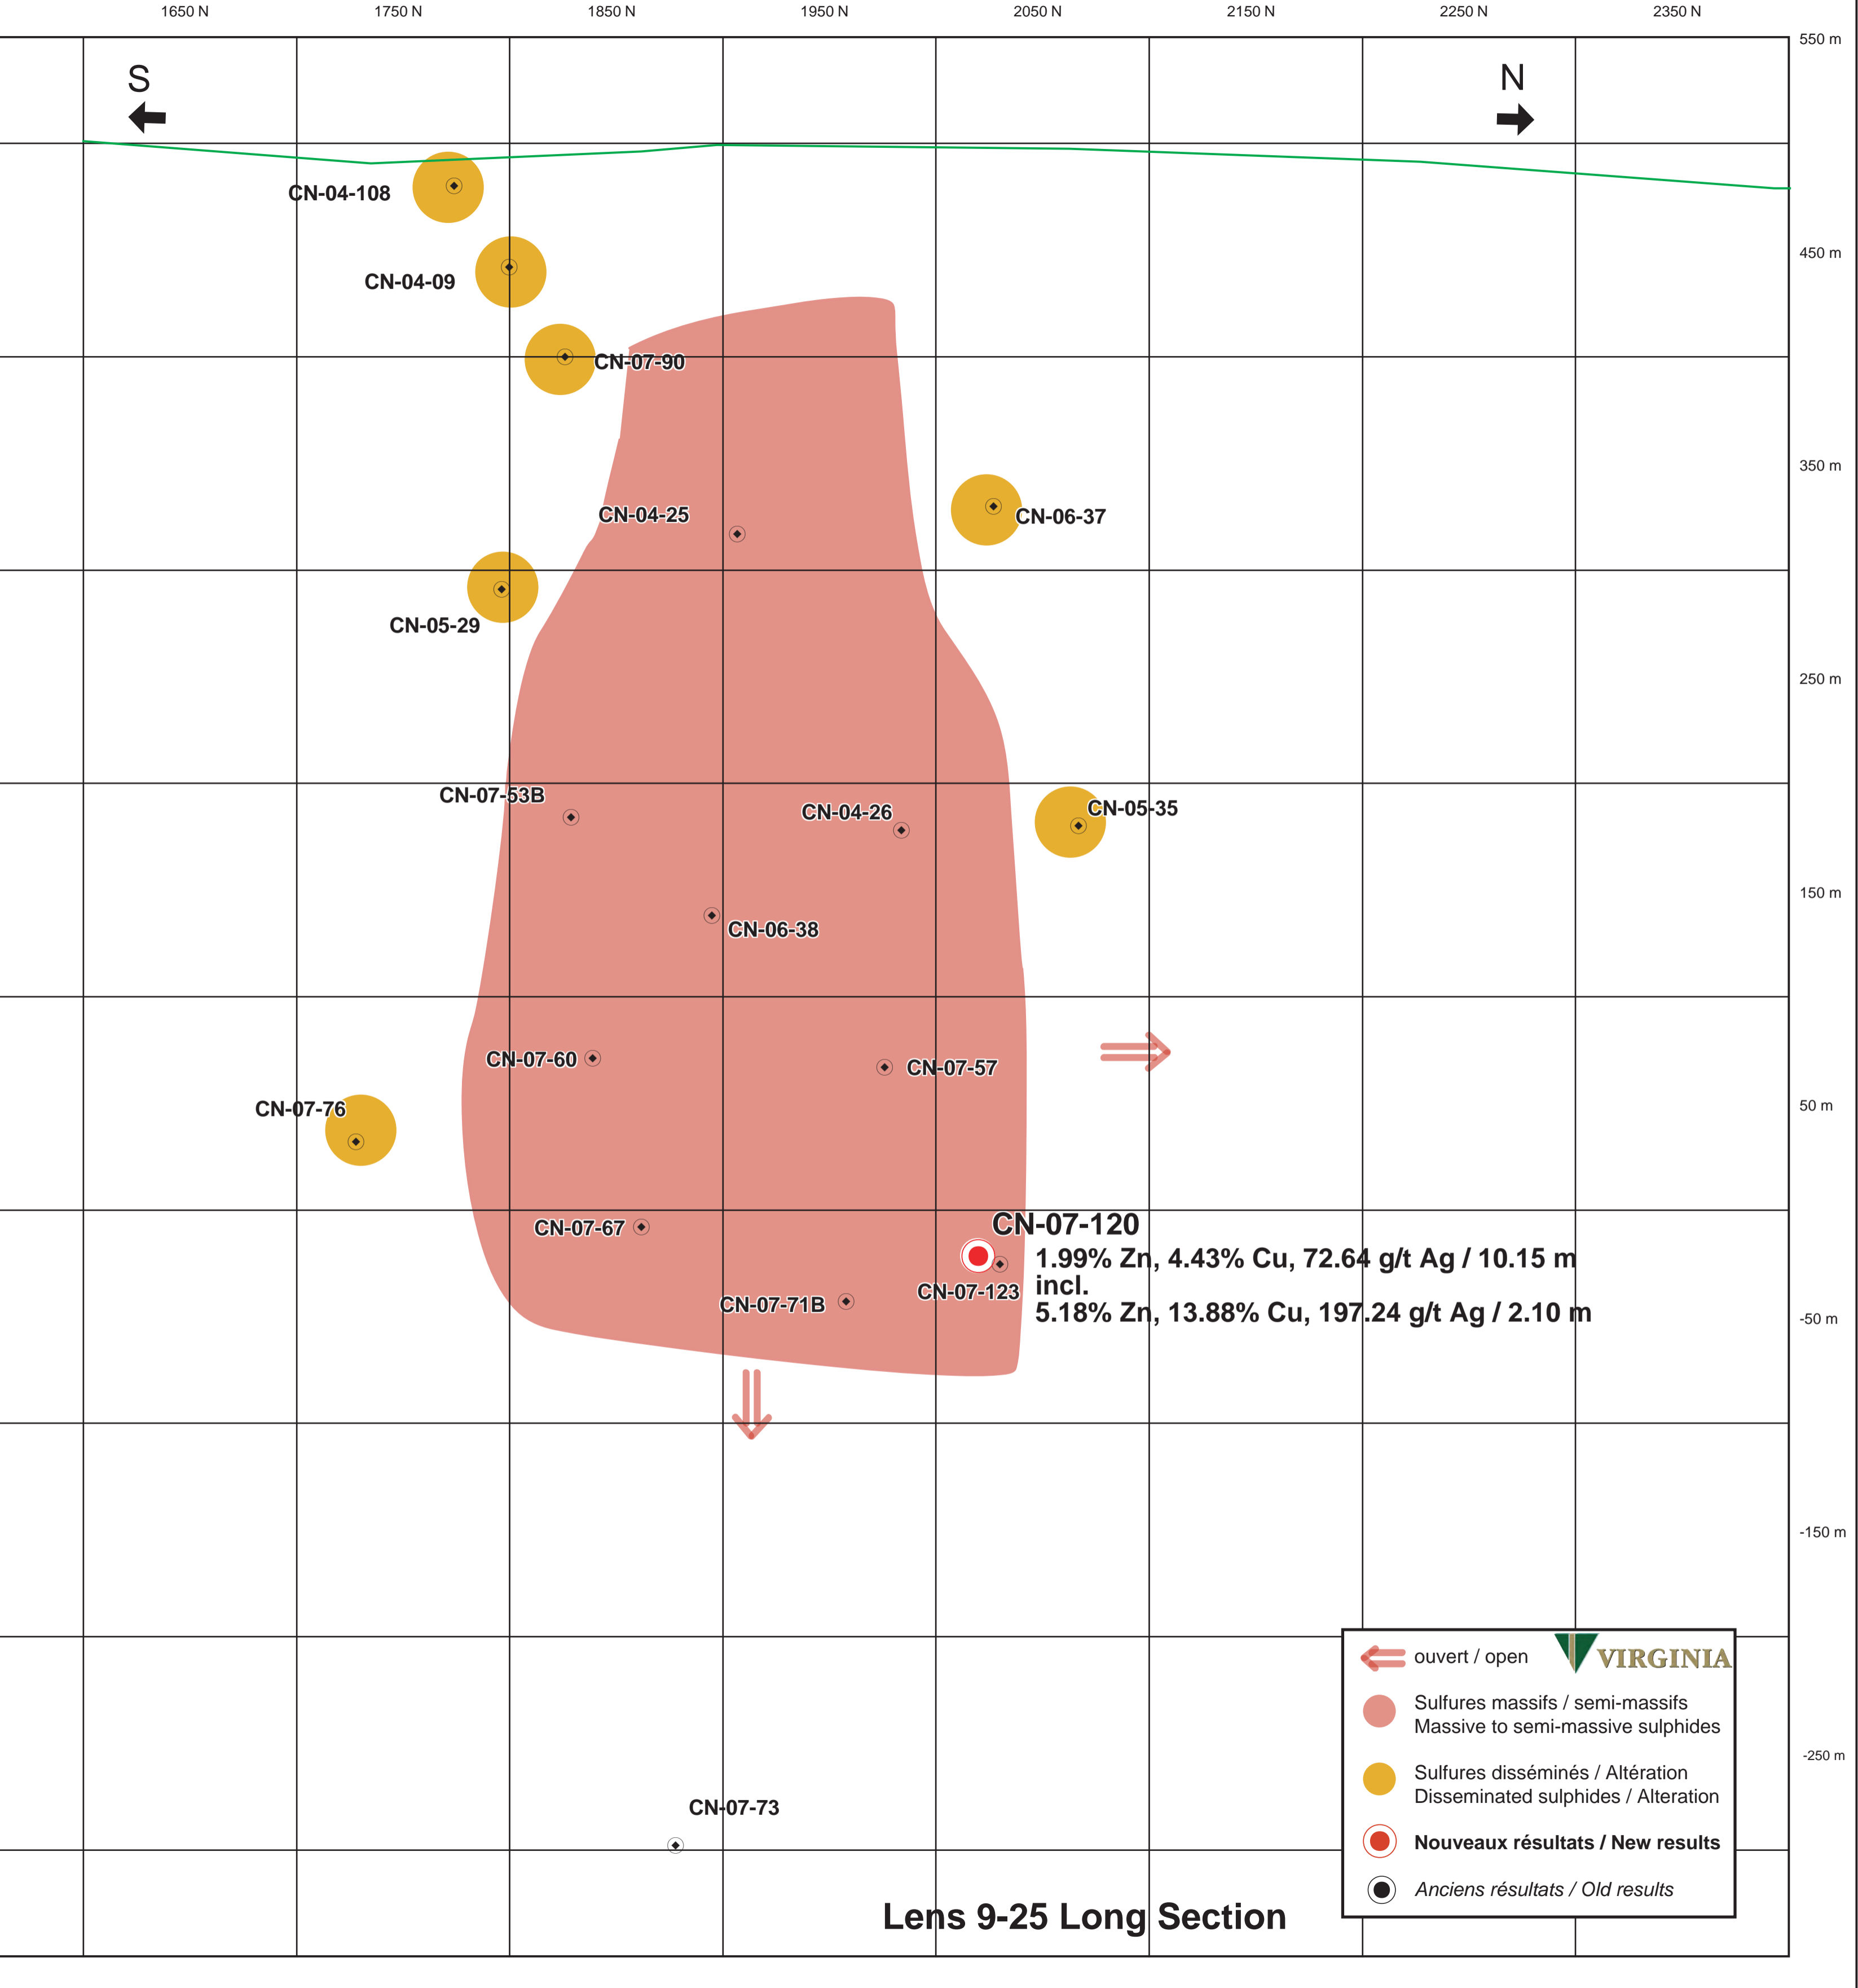 1650 N
1750 N
1850 N
1950 N
2050 N
2150 N
2250 N
2350 N
550 m
S
N
CN-04-108
450 m
CN-04-09
CN-07-90
350 m
CN-04-25
CN-06-37
CN-05-29
250 m
CN-07-53B
CN-04-26
CN-05-35
150 m
CN-06-38
CN-07-60
CN-07-57
50 m
CN-07-76
CN-07-67
CN-07-120
1.99% Zn, 4.43% Cu, 72.64 g/t Ag / 10.15 m
incl.
5.18% Zn, 13.88% Cu, 197.24 g/t Ag / 2.10 m
CN-07-123
CN-07-71B
-50 m
-150 m
-250 m
CN-07-73
ouvert / open
VIRGINIA
Sulfures massifs / semi-massifs
Massive to semi-massive sulphides
Sulfures disséminés / Altération
Disseminated sulphides / Alteration
Nouveaux résultats / New results
Anciens résultats / Old results
Lens 9-25 Long Section